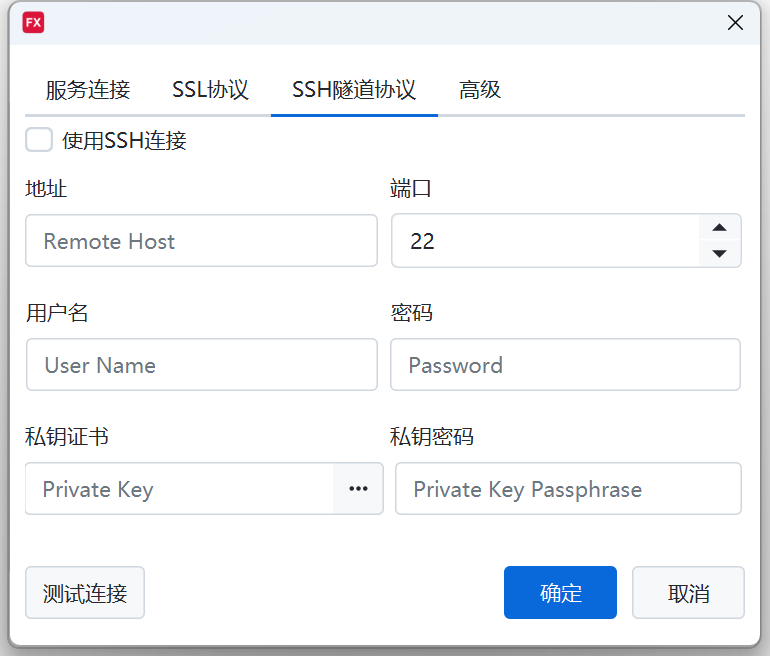 FX
服务连接 SSL协议 SSH隧道协议 高级
使用SSH连接
地址 端口
Remote Host 22
用户名 密码
User Name Password
私钥证书 私钥密码
Private Key ••• Private Key Passphrase
测试连接 确定 取消